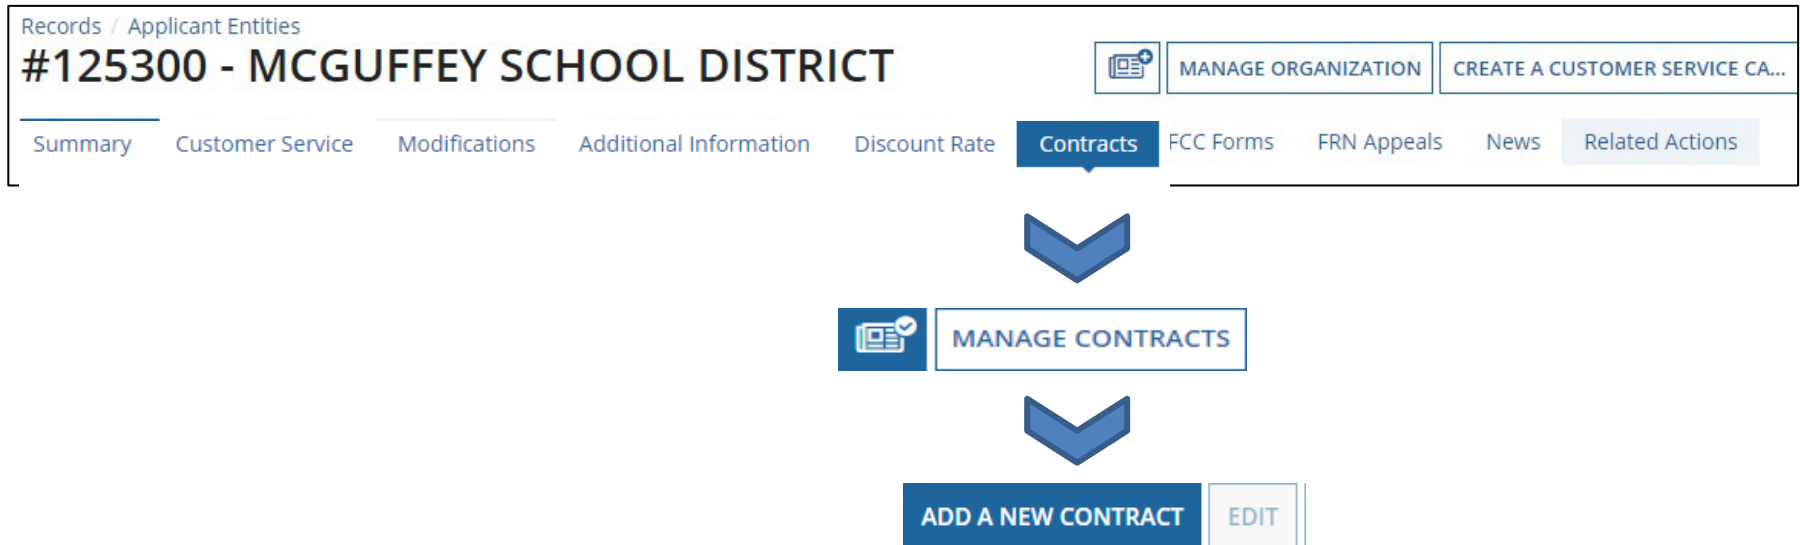 Records / Applicant Entities
#125300 - MCGUFFEY SCHOOL DISTRICT
MANAGE ORGANIZATION CREATE A CUSTOMER SERVICE CA...
Summary Customer Service Modifications Additional Information Discount Rate Contracts FCC Forms FRN Appeals News Related Actions
MANAGE CONTRACTS
ADD A NEW CONTRACT EDIT